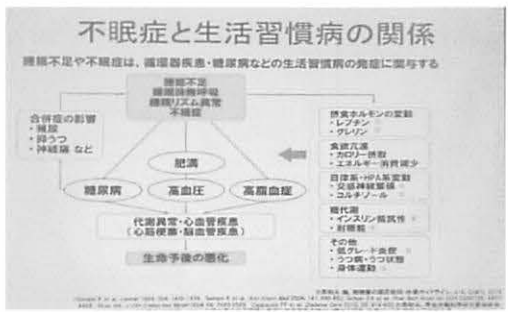 不眠症と生活習慣病の関係
睡眠不足や不眠症は、循環器疾患・糖尿病などの生活習慣病の発症に関与する
睡眠不足
睡眠時無呼吸
睡眠リズム異常
不眠症
合併症の影響
・頻尿
・抑うつ
・神経痛 など
肥満
糖尿病
高血圧
高脂血症
代謝異常・心血管疾患
(心筋梗塞・脳血管疾患)
生命予後の悪化
摂食ホルモンの変動
・レプチン
・グレリン
食欲亢進
・カロリー摂取
・エネルギー消費減少
自律系・HPA系変動
・交感神経緊張
・コルチゾール
糖代謝
・インスリン抵抗性
・耐糖能
その他
・低グレード炎症
・うつ病・うつ状態
・身体運動